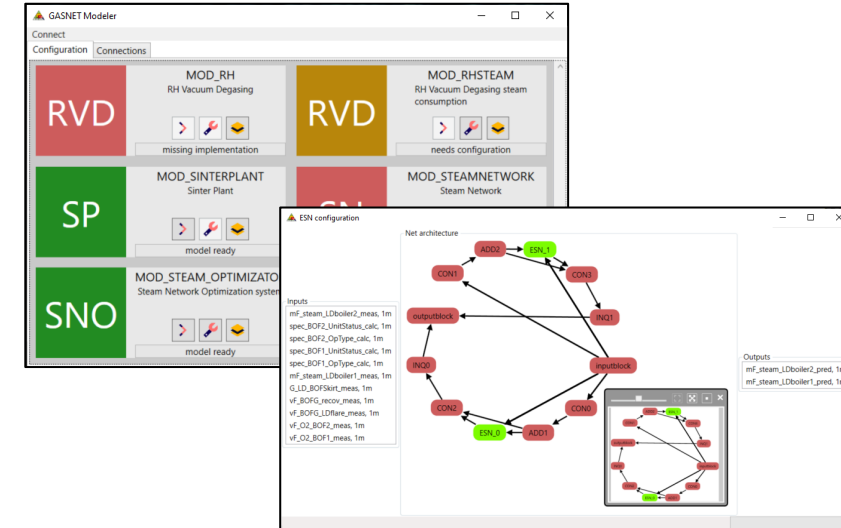 GASNET Modeler
Connect
Configuration Connections
RVD
MOD_RH
RH Vacuum Degasing
missing implementation
RVD
MOD_RHSTEAM
RH Vacuum Degasing steam
consumption
needs configuration
SP
MOD_SINTERPLANT
Sinter Plant
model ready
MOD_STEAMNETWORK
Steam Network
SNO
MOD_STEAM_OPTIMIZATO
Steam Network Optimization system
model ready
ESN configuration
Net architecture
Inputs
mF_steam_LDboiler2_meas, 1m
spec_BOF2_UnitStatus_calc, 1m
spec_BOF2_OpType_calc, 1m
spec_BOF1_UnitStatus_calc, 1m
spec_BOF1_OpType_calc, 1m
mF_steam_LDboiler1_meas, 1m
G_LD_BOFSkirt_meas, 1m
vF_BOFG_recov_meas, 1m
vF_BOFG_LDflare_meas, 1m
vF_O2_BOF2_meas, 1m
vF_O2_BOF1_meas, 1m
ADD2
ESN_1
CON1
CON3
outputblock
INQ1
INQ0
inputblock
CON2
CON0
ESN_0
ADD1
Outputs
mF_steam_LDboiler2_pred, 1m
mF_steam_LDboiler1_pred, 1m